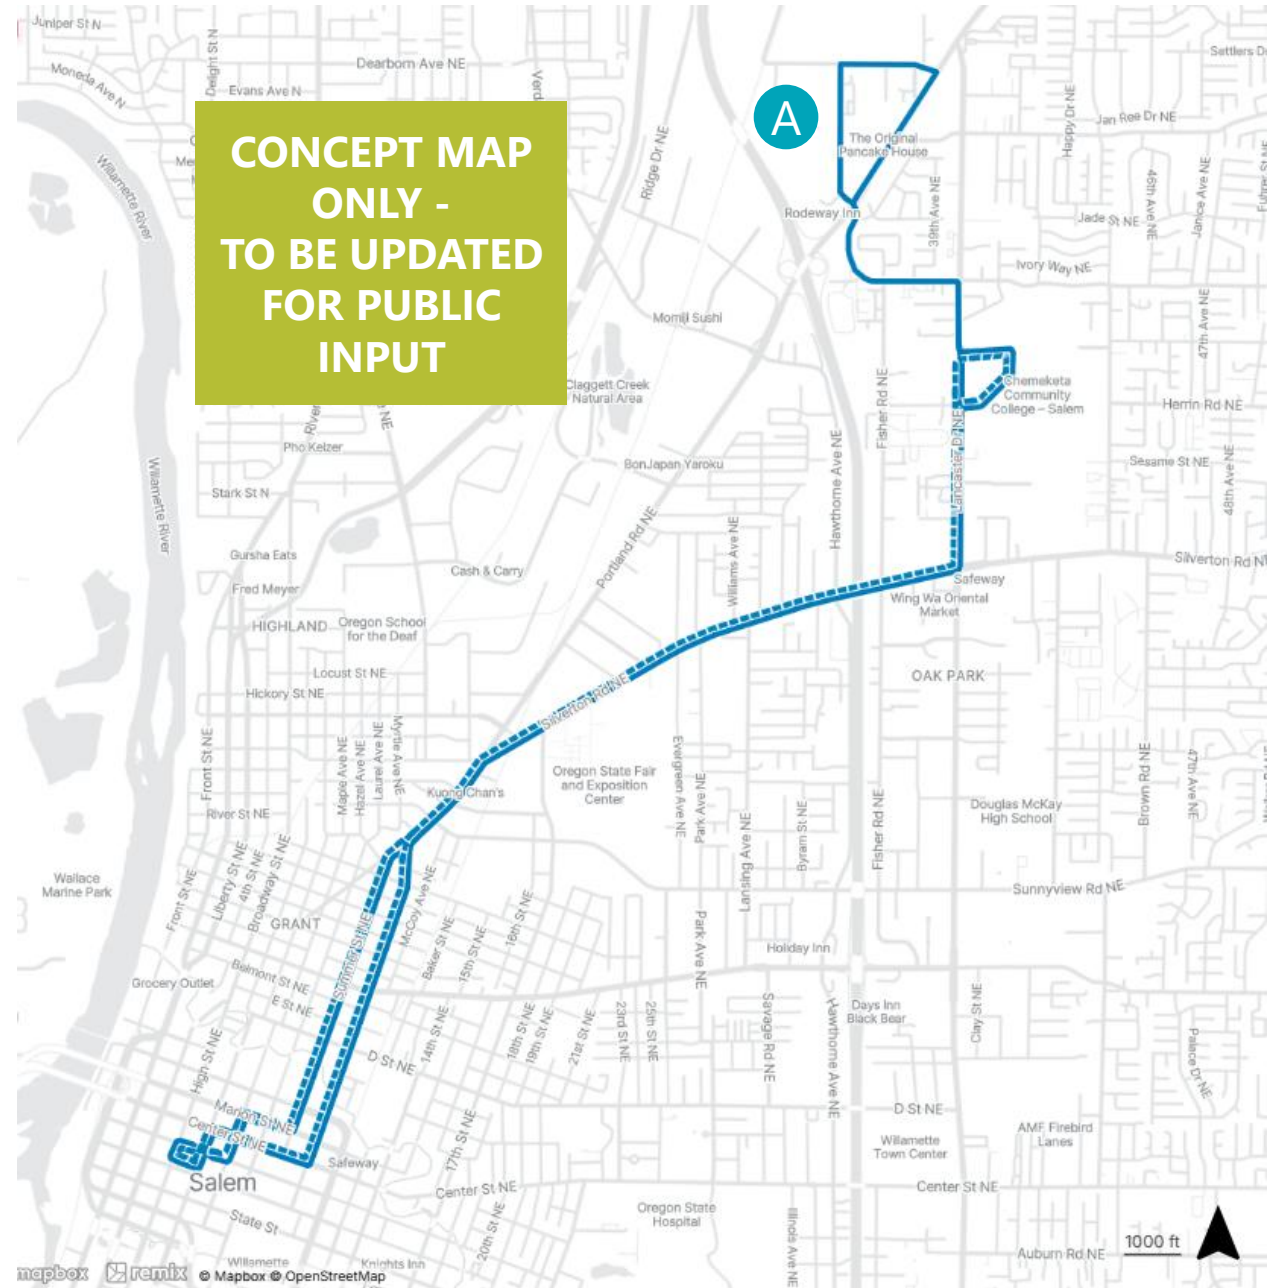 Juniper St N
Moneda Ave N
Delight St N
Dearborn Ave NE
Evans Ave N
Settlers
CONCEPT MAP
ONLY -
TO BE UPDATED
FOR PUBLIC
INPUT
A
The Original
Pancake House
Happy Dr NE
Jan Ree Dr NE
Ridge Dr NE
Willamette River
Rodeway Inn
39th Ave NE
46th Ave NE
Janice Ave NE
Jade St NE
Ivory Way NE
Momiji Sushi
47th Ave NE
Claggett Creek
Natural Area
Fisher Rd NE
Chemeketa
Community
College – Salem
Herrin Rd NE
Pho Keizer
Hawthorne Ave NE
Lancaster Dr NE
BonJapan Yaroku
Sesame St NE
48th Ave NE
Willamette River
Stark St N
Portland Rd NE
Gursha Eats
Cash & Carry
Williams Ave NE
Silverton Rd
Fred Meyer
Safeway
Wing Wa Oriental
Market
HIGHLAND
Oregon School
for the Deaf
Locust St NE
Hickory St NE
OAK PARK
Silverton Rd NE
Front St NE
Maple Ave NE
Hazel Ave NE
Laurel Ave NE
Myrtle Ave NE
Kuong Chan's
Oregon State Fair
and Exposition
Center
Evergreen Ave NE
Park Ave NE
Brown Rd NE
47th Ave NE
River St NE
Lansing Ave NE
Byram St NE
Fisher Rd NE
Douglas McKay
High School
Wallace
Marine Park
Front St NE
Liberty St NE
4th St NE
Broadway St NE
GRANT
McCoy Ave NE
Baker St NE
15th St NE
16th St NE
Sunnyview Rd NE
Park Ave NE
Holiday Inn
Summer St NE
Grocery Outlet
Belmont St NE
E St NE
High St NE
D St NE
14th St NE
18th St NE
19th St NE
21st St NE
23rd St NE
25th St NE
Savage Rd NE
Hawthorne Ave NE
Days Inn
Black Bear
Clay St NE
Palace Dr NE
Marion St NE
Center St NE
Safeway
17th St NE
D St NE
Willamette
Town Center
AMF Firebird
Lanes
Salem
Center St NE
Center St NE
State St
20th St NE
Oregon State
Hospital
Illinois Ave NE
1000 ft
Auburn Rd NE
Willamette
Knights Inn
mapbox
remix
© Mapbox © OpenStreetMap